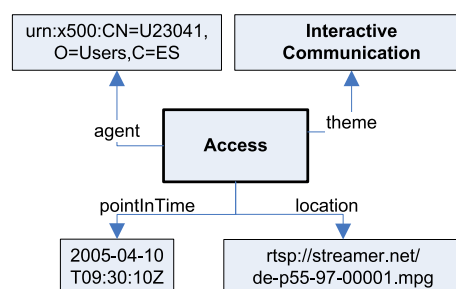 urn:x500:CN=U23041,
O=Users,C=ES
Interactive
Communication
agent
theme
Access
pointInTime
location
2005-04-10
T09:30:10Z
rtsp://streamer.net/
de-p55-97-00001.mpg